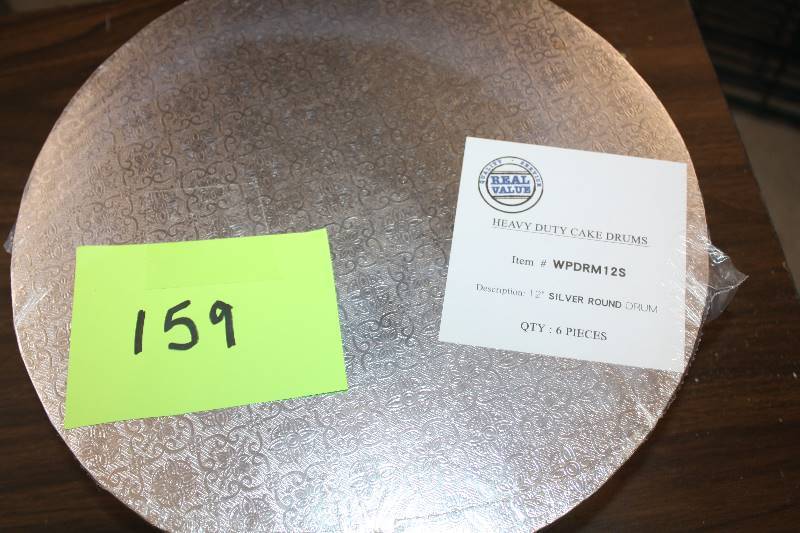 159
QUALITY · SERVICE
REAL
VALUE
HEAVY DUTY CAKE DRUMS
Item # WPDRM12S
Description: 12" SILVER ROUND DRUM
QTY : 6 PIECES